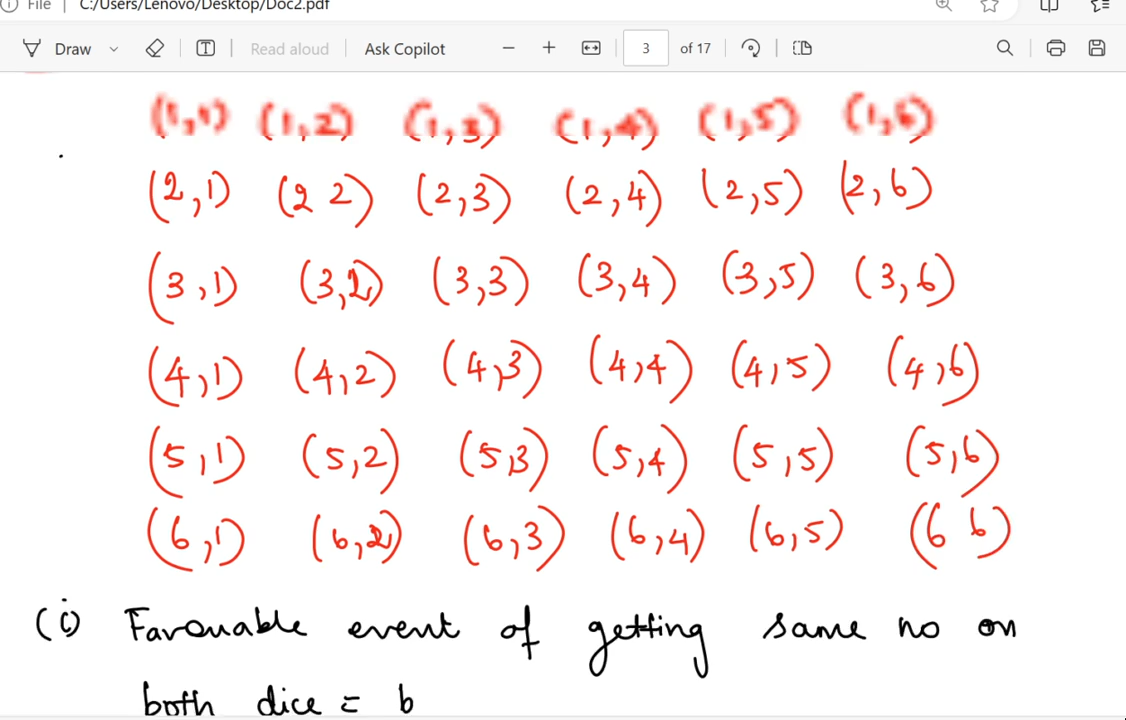 File | C:/Users/Lenovo/Desktop/Doc2.pdf
Draw Read aloud Ask Copilot − + 3 of 17
(1,1) (1,2) (1,3) (1,4) (1,5) (1,6)
(2,1) (2 2) (2,3) (2,4) (2,5) (2,6)
(3,1) (3,2) (3,3) (3,4) (3,5) (3,6)
(4,1) (4,2) (4,3) (4,4) (4,5) (4,6)
(5,1) (5,2) (5,3) (5,4) (5,5) (5,6)
(6,1) (6,2) (6,3) (6,4) (6,5) (6 6)
(i) Favouable event of getting same no on
both dice = 6